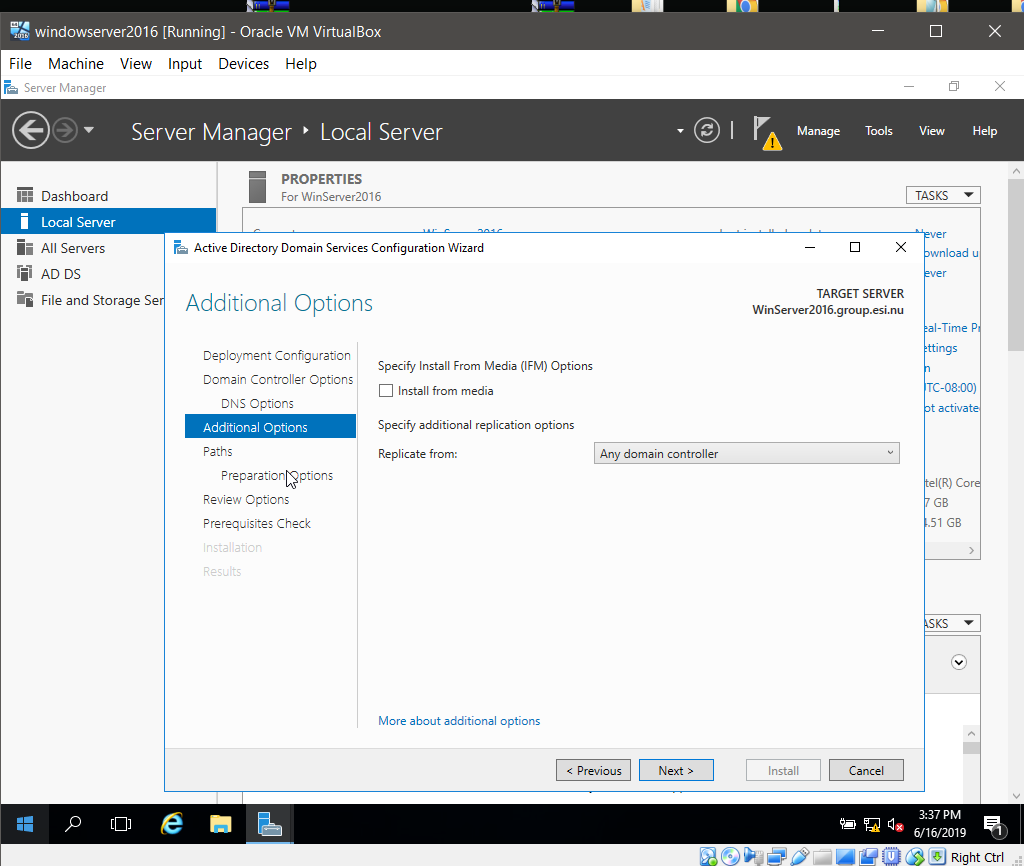 windowserver2016 [Running] - Oracle VM VirtualBox
File Machine View Input Devices Help
Server Manager
Server Manager Local Server
Manage Tools View Help
Dashboard
Local Server
All Servers
AD DS
File and Storage Ser
PROPERTIES
For WinServer2016
TASKS
Active Directory Domain Services Configuration Wizard
Additional Options
TARGET SERVER
WinServer2016.group.esi.nu
Deployment Configuration
Domain Controller Options
DNS Options
Additional Options
Paths
Preparation Options
Review Options
Prerequisites Check
Installation
Results
Specify Install From Media (IFM) Options
Install from media
Specify additional replication options
Replicate from: Any domain controller
More about additional options
< Previous Next > Install Cancel
Never
ownload u
ever
eal-Time Pr
ettings
n
TC-08:00)
ot activate
tel(R) Core
7 GB
4.51 GB
ASKS
3:37 PM
6/16/2019
1
Right Ctrl